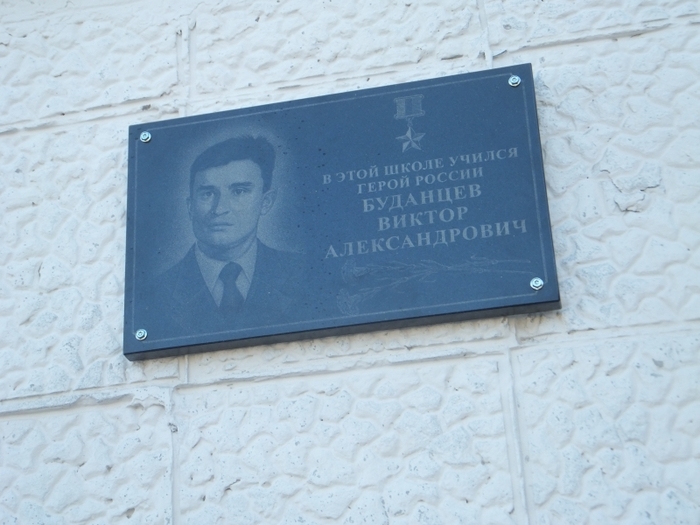 В ЭТОЙ ШКОЛЕ УЧИЛСЯ
ГЕРОЙ РОССИИ
БУДАНЦЕВ
ВИКТОР
АЛЕКСАНДРОВИЧ